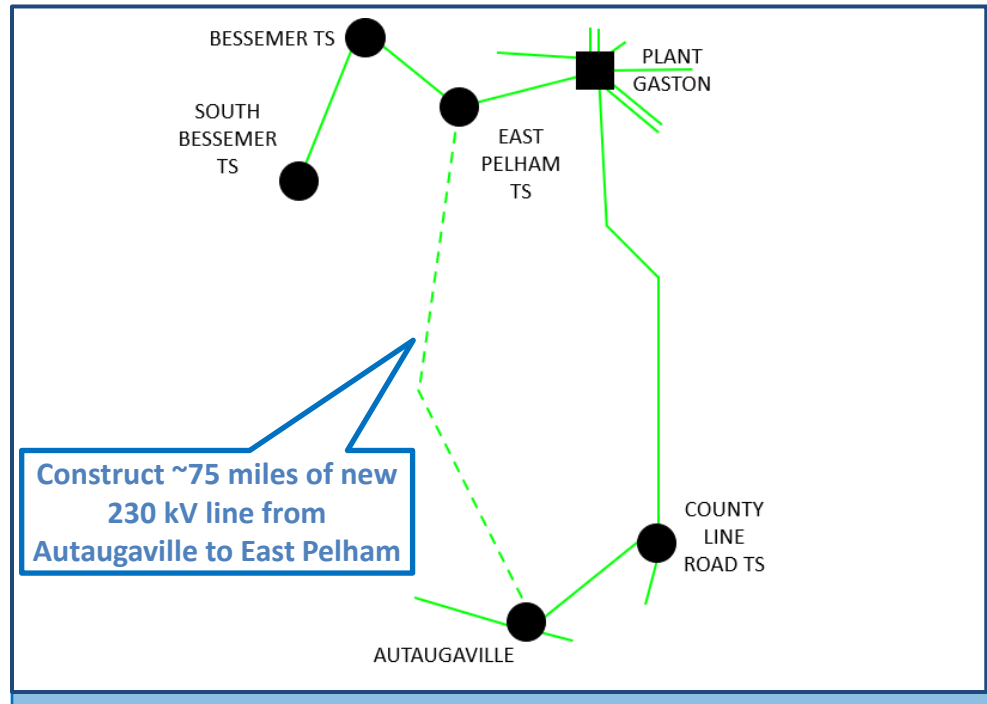 BESSEMER TS
PLANT
GASTON
SOUTH
BESSEMER
TS
EAST
PELHAM
TS
Construct ~75 miles of new
230 kV line from
Autaugaville to East Pelham
COUNTY
LINE
ROAD TS
AUTAUGAVILLE